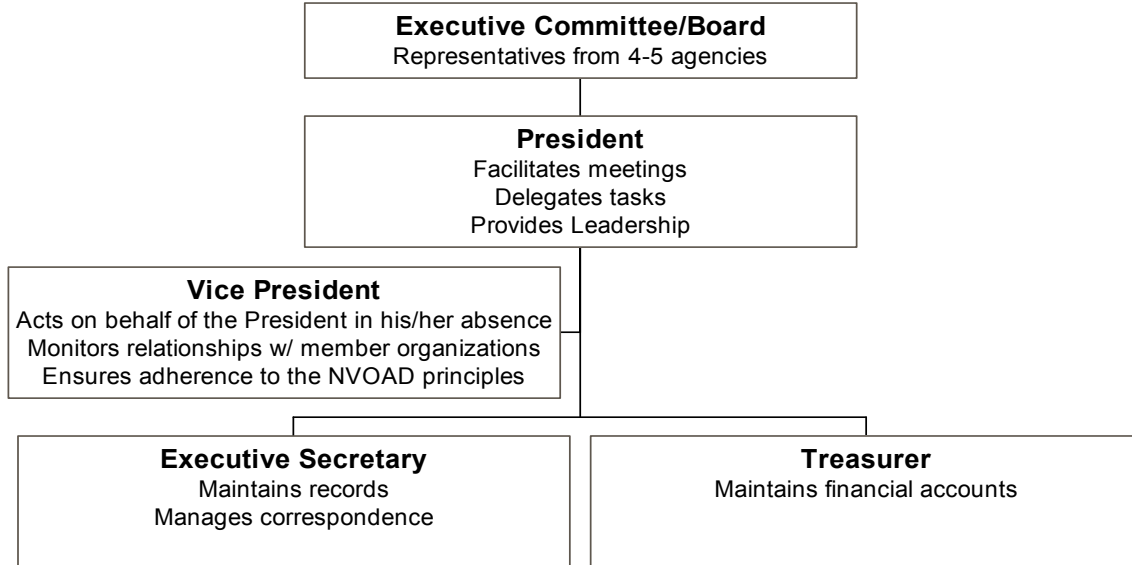 Executive Committee/Board
Representatives from 4-5 agencies
President
Facilitates meetings
Delegates tasks
Provides Leadership
Vice President
Acts on behalf of the President in his/her absence
Monitors relationships w/ member organizations
Ensures adherence to the NVOAD principles
Executive Secretary
Maintains records
Manages correspondence
Treasurer
Maintains financial accounts